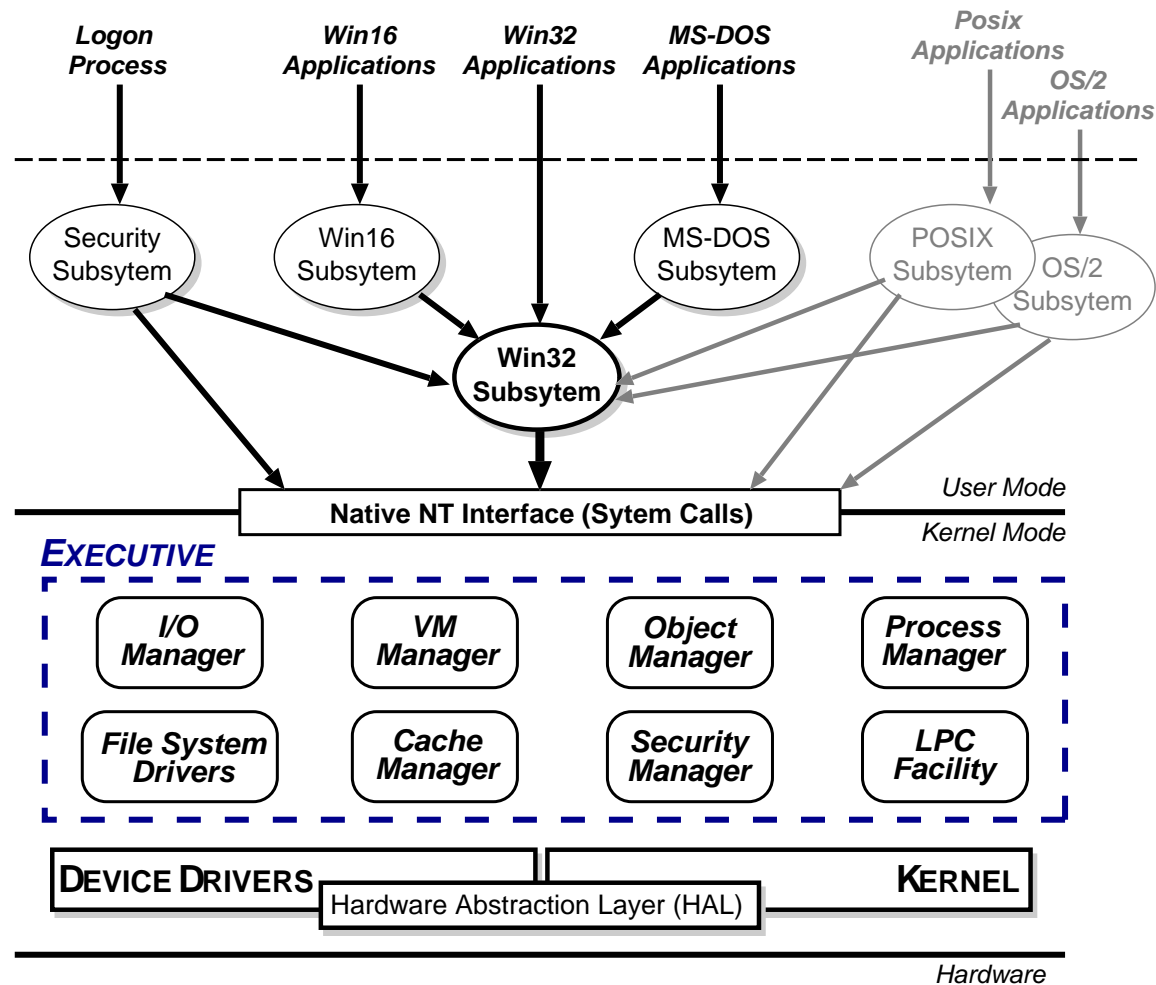 Logon
Process
Win16
Applications
Win32
Applications
MS-DOS
Applications
Posix
Applications
OS/2
Applications
Security
Subsytem
Win16
Subsytem
MS-DOS
Subsytem
POSIX
Subsytem
OS/2
Subsytem
Win32
Subsytem
User Mode
Native NT Interface (Sytem Calls)
Kernel Mode
EXECUTIVE
I/O
Manager
VM
Manager
Object
Manager
Process
Manager
File System
Drivers
Cache
Manager
Security
Manager
LPC
Facility
DEVICE DRIVERS
KERNEL
Hardware Abstraction Layer (HAL)
Hardware